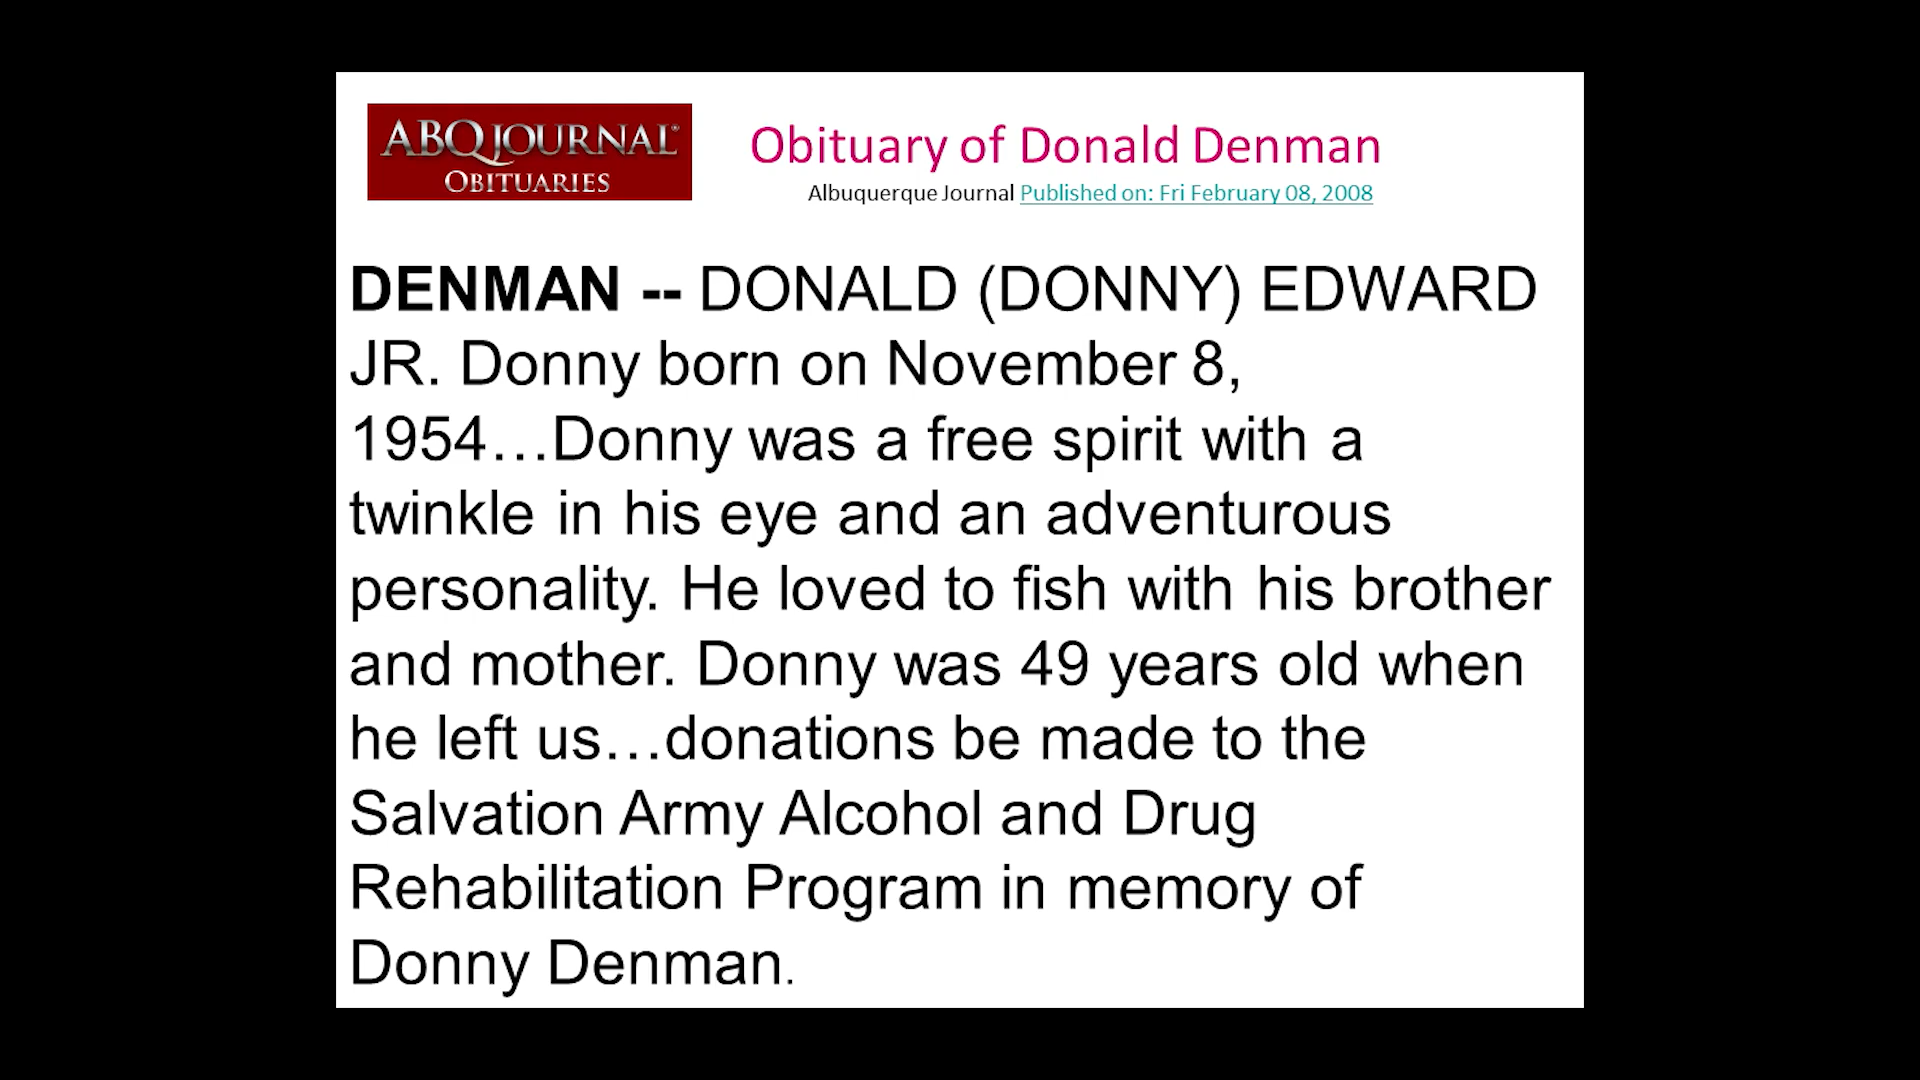 ABQJOURNAL®
OBITUARIES
Obituary of Donald Denman
Albuquerque Journal Published on: Fri February 08, 2008
DENMAN -- DONALD (DONNY) EDWARD
JR. Donny born on November 8,
1954…Donny was a free spirit with a
twinkle in his eye and an adventurous
personality. He loved to fish with his brother
and mother. Donny was 49 years old when
he left us…donations be made to the
Salvation Army Alcohol and Drug
Rehabilitation Program in memory of
Donny Denman.